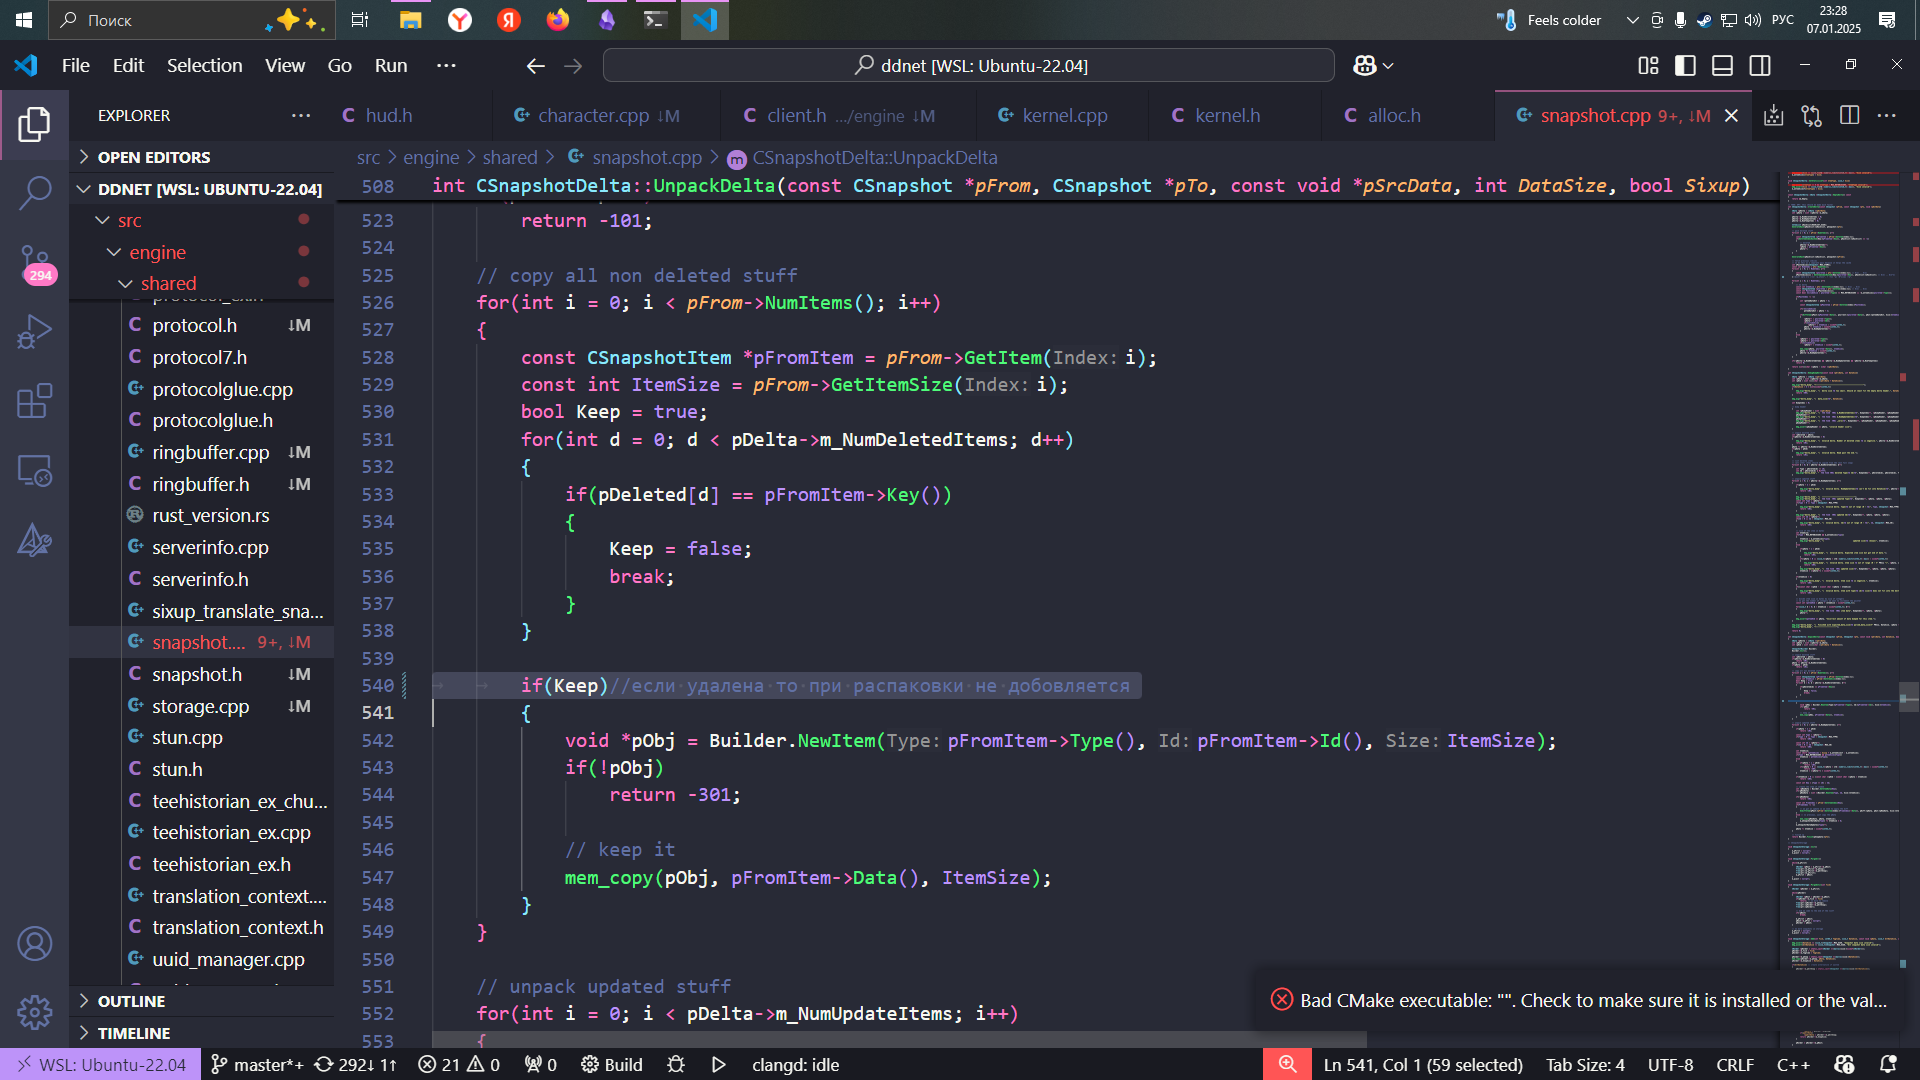 Поиск
Feels colder
РУС
23:28
07.01.2025
File Edit Selection View Go Run ···
ddnet [WSL: Ubuntu-22.04]
EXPLORER ···
hud.h
character.cpp ↓M
client.h .../engine ↓M
kernel.cpp
kernel.h
alloc.h
snapshot.cpp 9+, ↓M
OPEN EDITORS
DDNET [WSL: UBUNTU-22.04]
src
engine
shared
protocol.h ↓M
protocol7.h
protocolglue.cpp
protocolglue.h
ringbuffer.cpp ↓M
ringbuffer.h ↓M
rust_version.rs
serverinfo.cpp
serverinfo.h
sixup_translate_sna...
snapshot.... 9+, ↓M
snapshot.h ↓M
storage.cpp ↓M
stun.cpp
stun.h
teehistorian_ex_chu...
teehistorian_ex.cpp
teehistorian_ex.h
translation_context....
translation_context.h
uuid_manager.cpp
OUTLINE
TIMELINE
294
src > engine > shared > snapshot.cpp > CSnapshotDelta::UnpackDelta
508 int CSnapshotDelta::UnpackDelta(const CSnapshot *pFrom, CSnapshot *pTo, const void *pSrcData, int DataSize, bool Sixup)
523 return -101;
524
525 // copy all non deleted stuff
526 for(int i = 0; i < pFrom->NumItems(); i++)
527 {
528 const CSnapshotItem *pFromItem = pFrom->GetItem(Index: i);
529 const int ItemSize = pFrom->GetItemSize(Index: i);
530 bool Keep = true;
531 for(int d = 0; d < pDelta->m_NumDeletedItems; d++)
532 {
533 if(pDeleted[d] == pFromItem->Key())
534 {
535 Keep = false;
536 break;
537 }
538 }
539
540 if(Keep)//если удалена то при распаковки не добовляется
541 {
542 void *pObj = Builder.NewItem(Type: pFromItem->Type(), Id: pFromItem->Id(), Size: ItemSize);
543 if(!pObj)
544 return -301;
545
546 // keep it
547 mem_copy(pObj, pFromItem->Data(), ItemSize);
548 }
549 }
550
551 // unpack updated stuff
552 for(int i = 0; i < pDelta->m_NumUpdateItems; i++)
553 {
Bad CMake executable: "". Check to make sure it is installed or the val...
WSL: Ubuntu-22.04 master*+ 292↓ 1↑ 21 0 0 Build clangd: idle Ln 541, Col 1 (59 selected) Tab Size: 4 UTF-8 CRLF C++